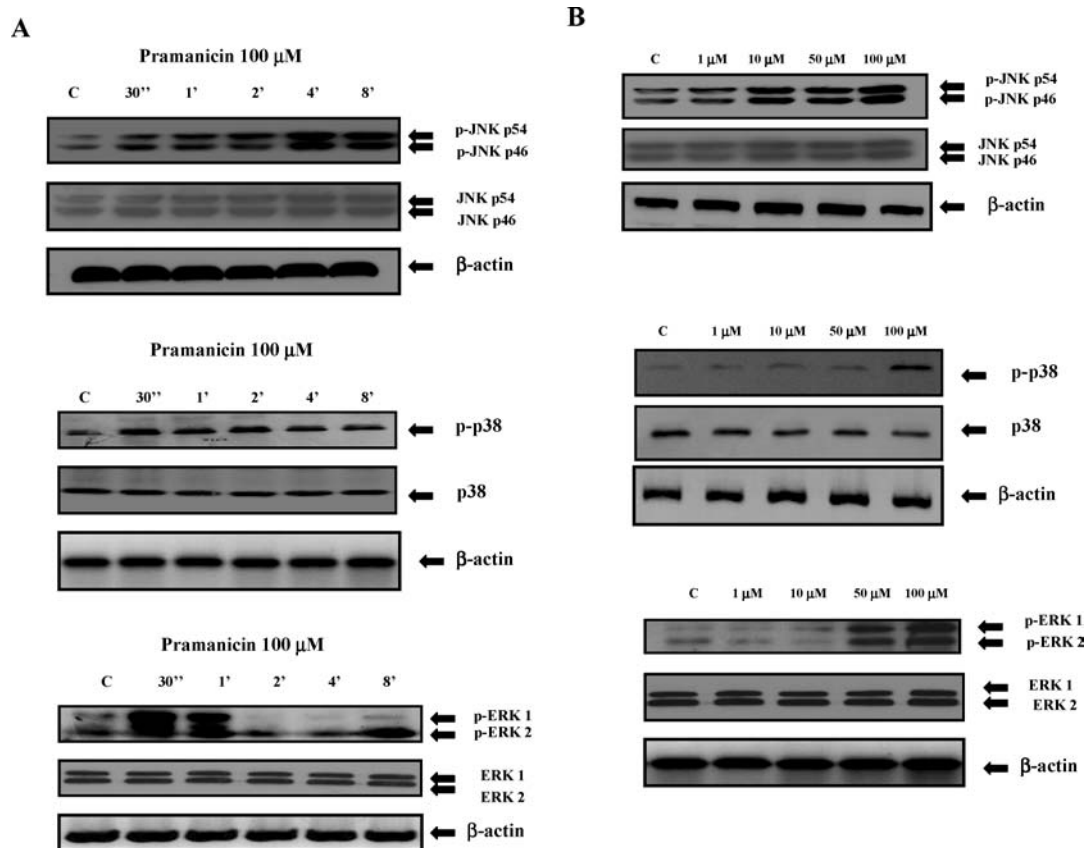 A
Pramanicin 100 μM
C 30'' 1' 2' 4' 8'
p-JNK p54
p-JNK p46
JNK p54
JNK p46
β-actin
Pramanicin 100 μM
C 30'' 1' 2' 4' 8'
p-p38
p38
β-actin
Pramanicin 100 μM
C 30'' 1' 2' 4' 8'
p-ERK 1
p-ERK 2
ERK 1
ERK 2
β-actin
B
C 1 μM 10 μM 50 μM 100 μM
p-JNK p54
p-JNK p46
JNK p54
JNK p46
β-actin
C 1 μM 10 μM 50 μM 100 μM
p-p38
p38
β-actin
C 1 μM 10 μM 50 μM 100 μM
p-ERK 1
p-ERK 2
ERK 1
ERK 2
β-actin